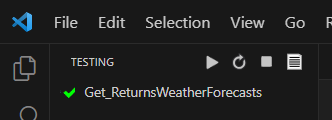 File Edit Selection View Go
TESTING
Get_ReturnsWeatherForecasts